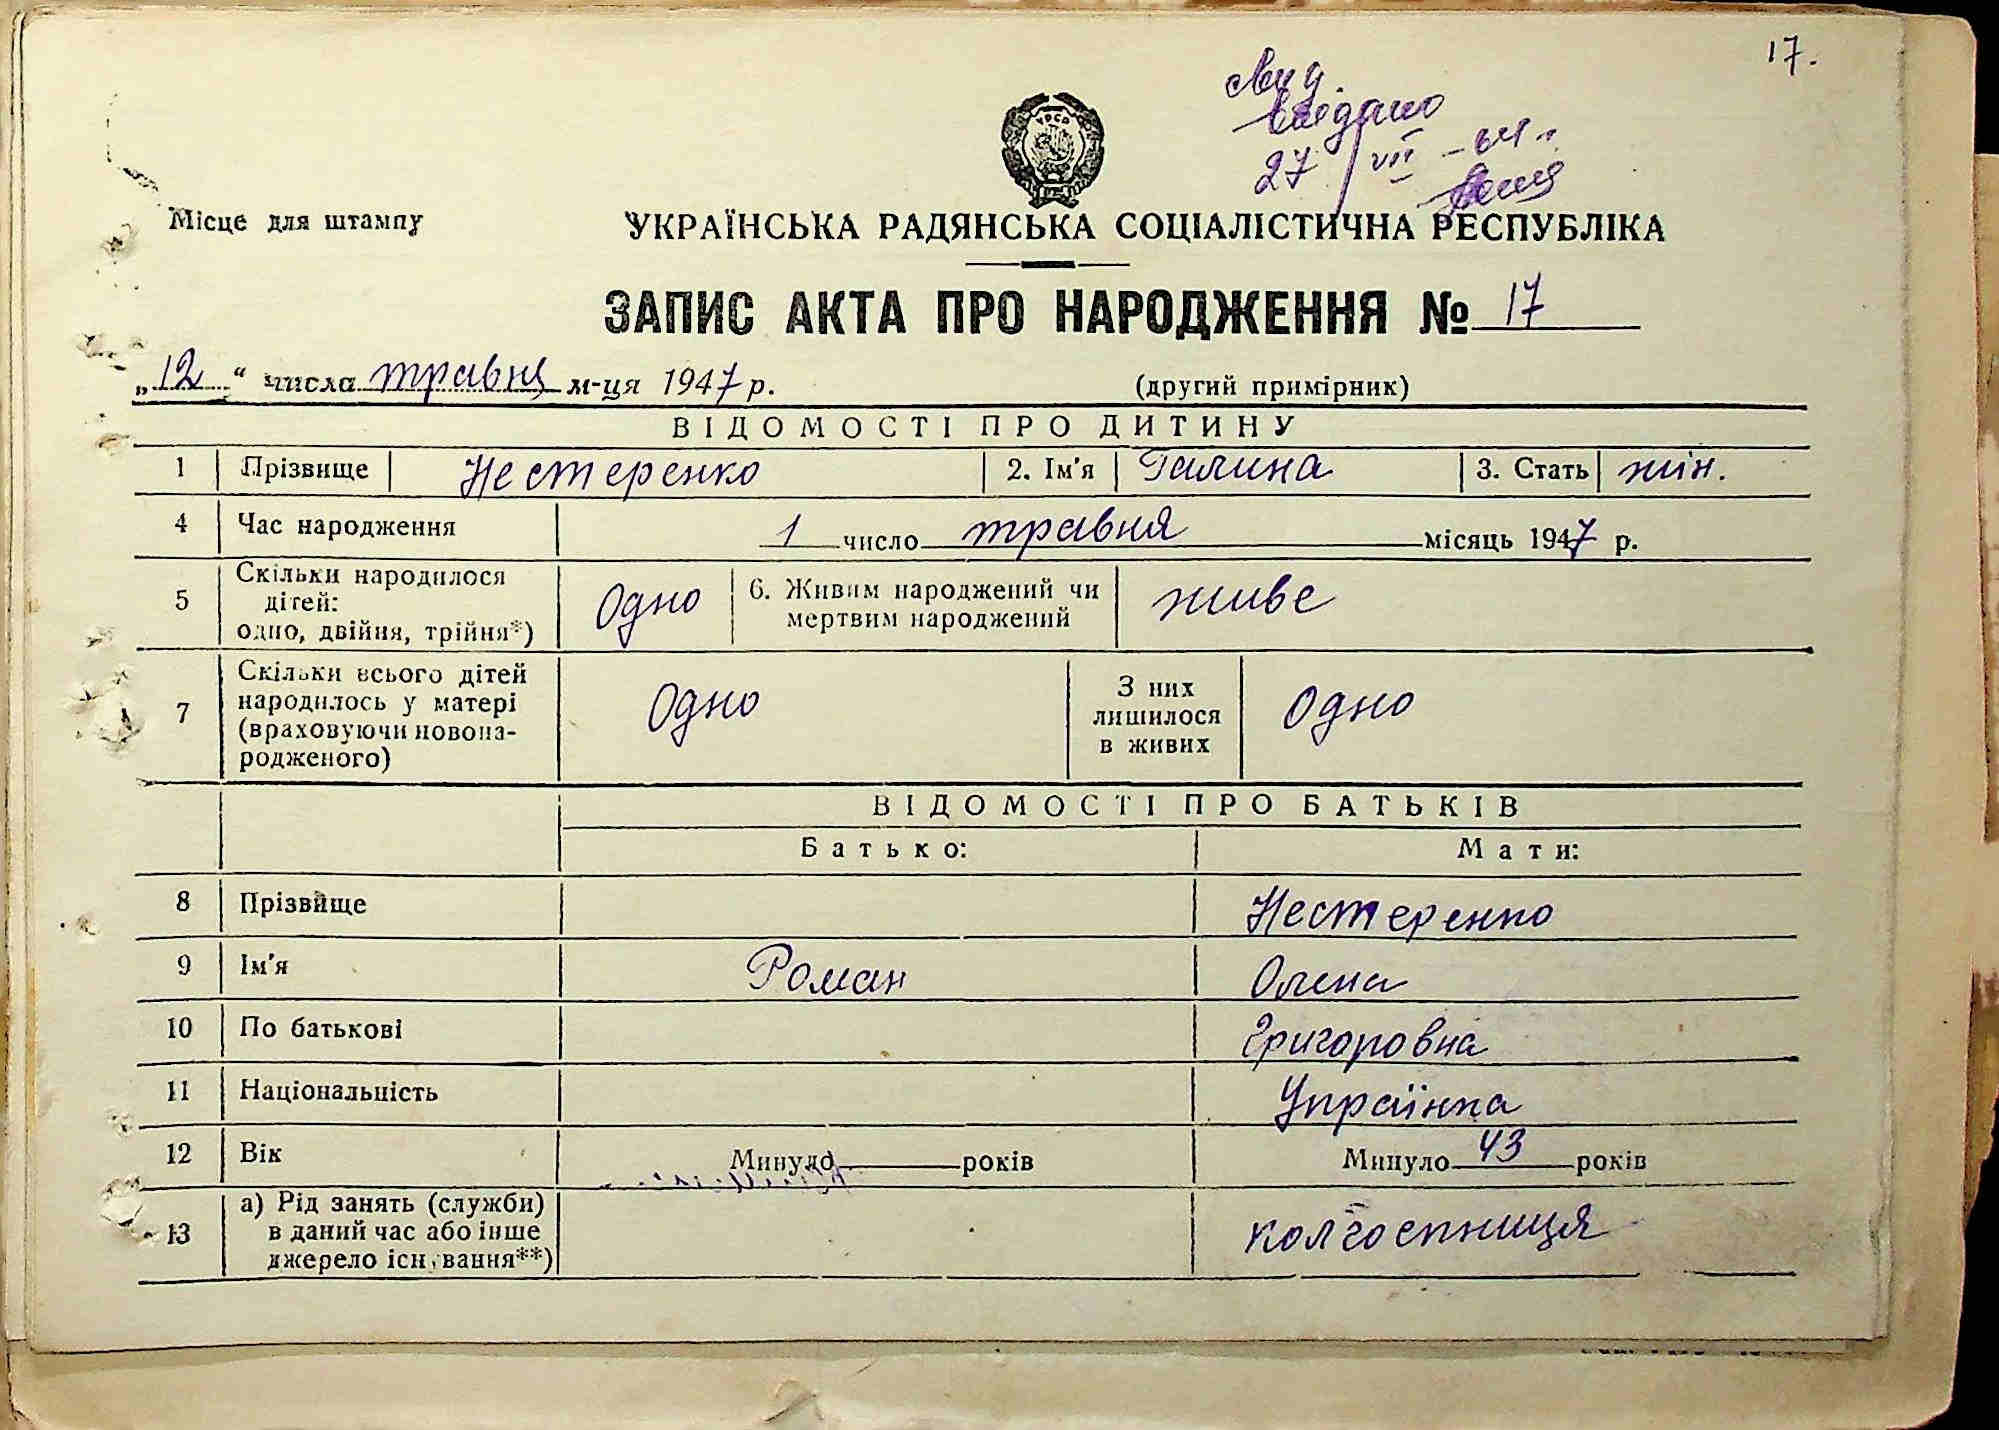 17.
видано
27/VII – 64 г.
УРСР
Місце для штампу
УКРАЇНСЬКА РАДЯНСЬКА СОЦІАЛІСТИЧНА РЕСПУБЛІКА
ЗАПИС АКТА ПРО НАРОДЖЕННЯ № 17
„12“ числа травня м-ця 1947 р. (другий примірник)
ВІДОМОСТІ ПРО ДИТИНУ
1 Прізвище Нестеренко 2. Ім'я Галина 3. Стать жін.
4 Час народження 1 число травня місяць 1947 р.
5 Скільки народилося дітей: одно, двійня, трійня*) Одно 6. Живим народжений чи мертвим народжений живе
7 Скільки всього дітей народилось у матері (враховуючи новонародженого) Одно З них лишилося в живих Одно
ВІДОМОСТІ ПРО БАТЬКІВ
Батько: Мати:
8 Прізвище Нестеренко
9 Ім'я Роман Олена
10 По батькові Григоровна
11 Національність Українка
12 Вік Минуло років Минуло 43 років
13 а) Рід занять (служби) в даний час або інше джерело існування**) колгоспниця